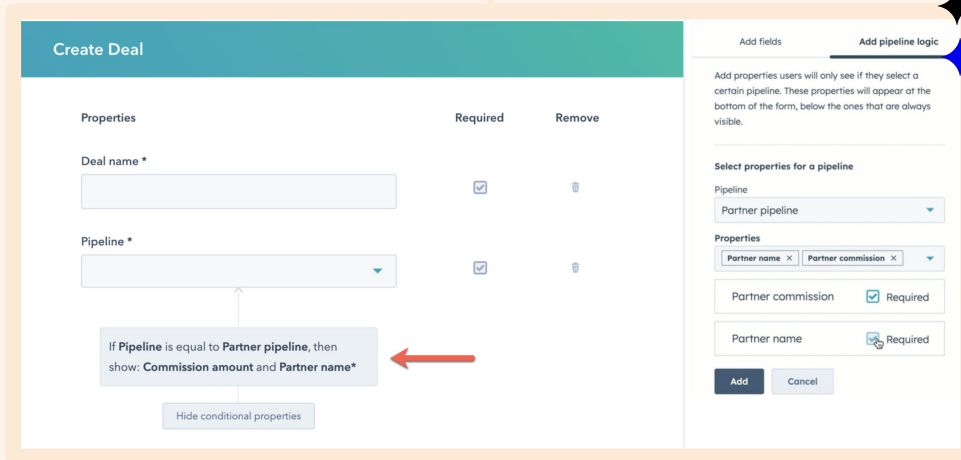 Create Deal
Properties
Required
Remove
Deal name *
Pipeline *
If Pipeline is equal to Partner pipeline, then
show: Commission amount and Partner name*
Hide conditional properties
Add fields
Add pipeline logic
Add properties users will only see if they select a
certain pipeline. These properties will appear at the
bottom of the form, below the ones that are always
visible.
Select properties for a pipeline
Pipeline
Partner pipeline
Properties
Partner name × Partner commission ×
Partner commission Required
Partner name Required
Add Cancel